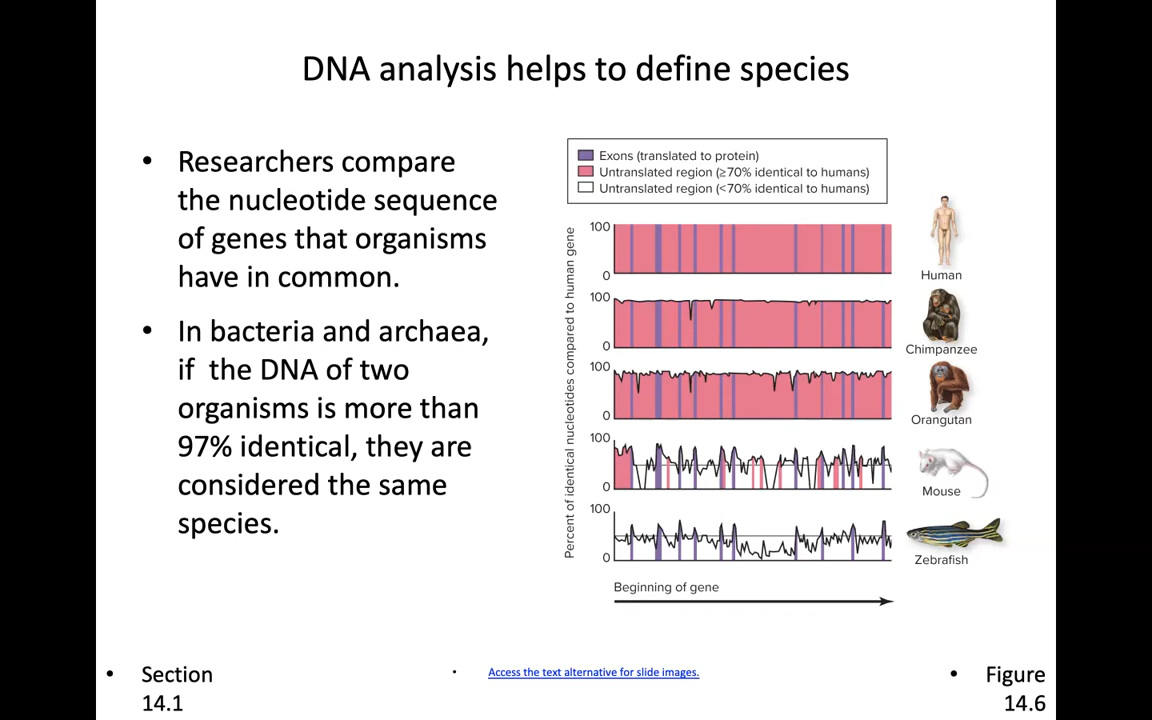 DNA analysis helps to define species
• Researchers compare
the nucleotide sequence
of genes that organisms
have in common.
• In bacteria and archaea,
if the DNA of two
organisms is more than
97% identical, they are
considered the same
species.
Exons (translated to protein)
Untranslated region (≥70% identical to humans)
Untranslated region (<70% identical to humans)
Percent of identical nucleotides compared to human gene
100
0
Human
100
0
Chimpanzee
100
0
Orangutan
100
0
Mouse
100
0
Zebrafish
Beginning of gene
• Section
14.1
• Access the text alternative for slide images.
• Figure
14.6